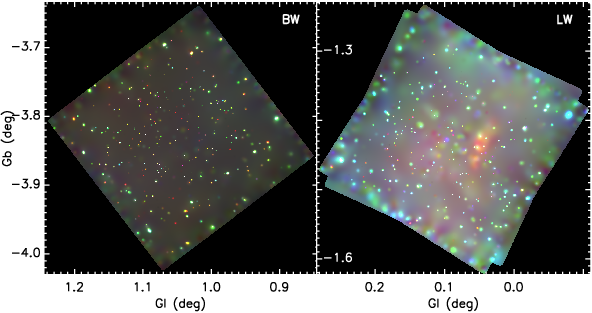 BW
LW
−3.7
−3.8
−3.9
−4.0
Gb (deg)
−1.3
−1.6
1.2 1.1 1.0 0.9
0.2 0.1 0.0
Gl (deg)
Gl (deg)